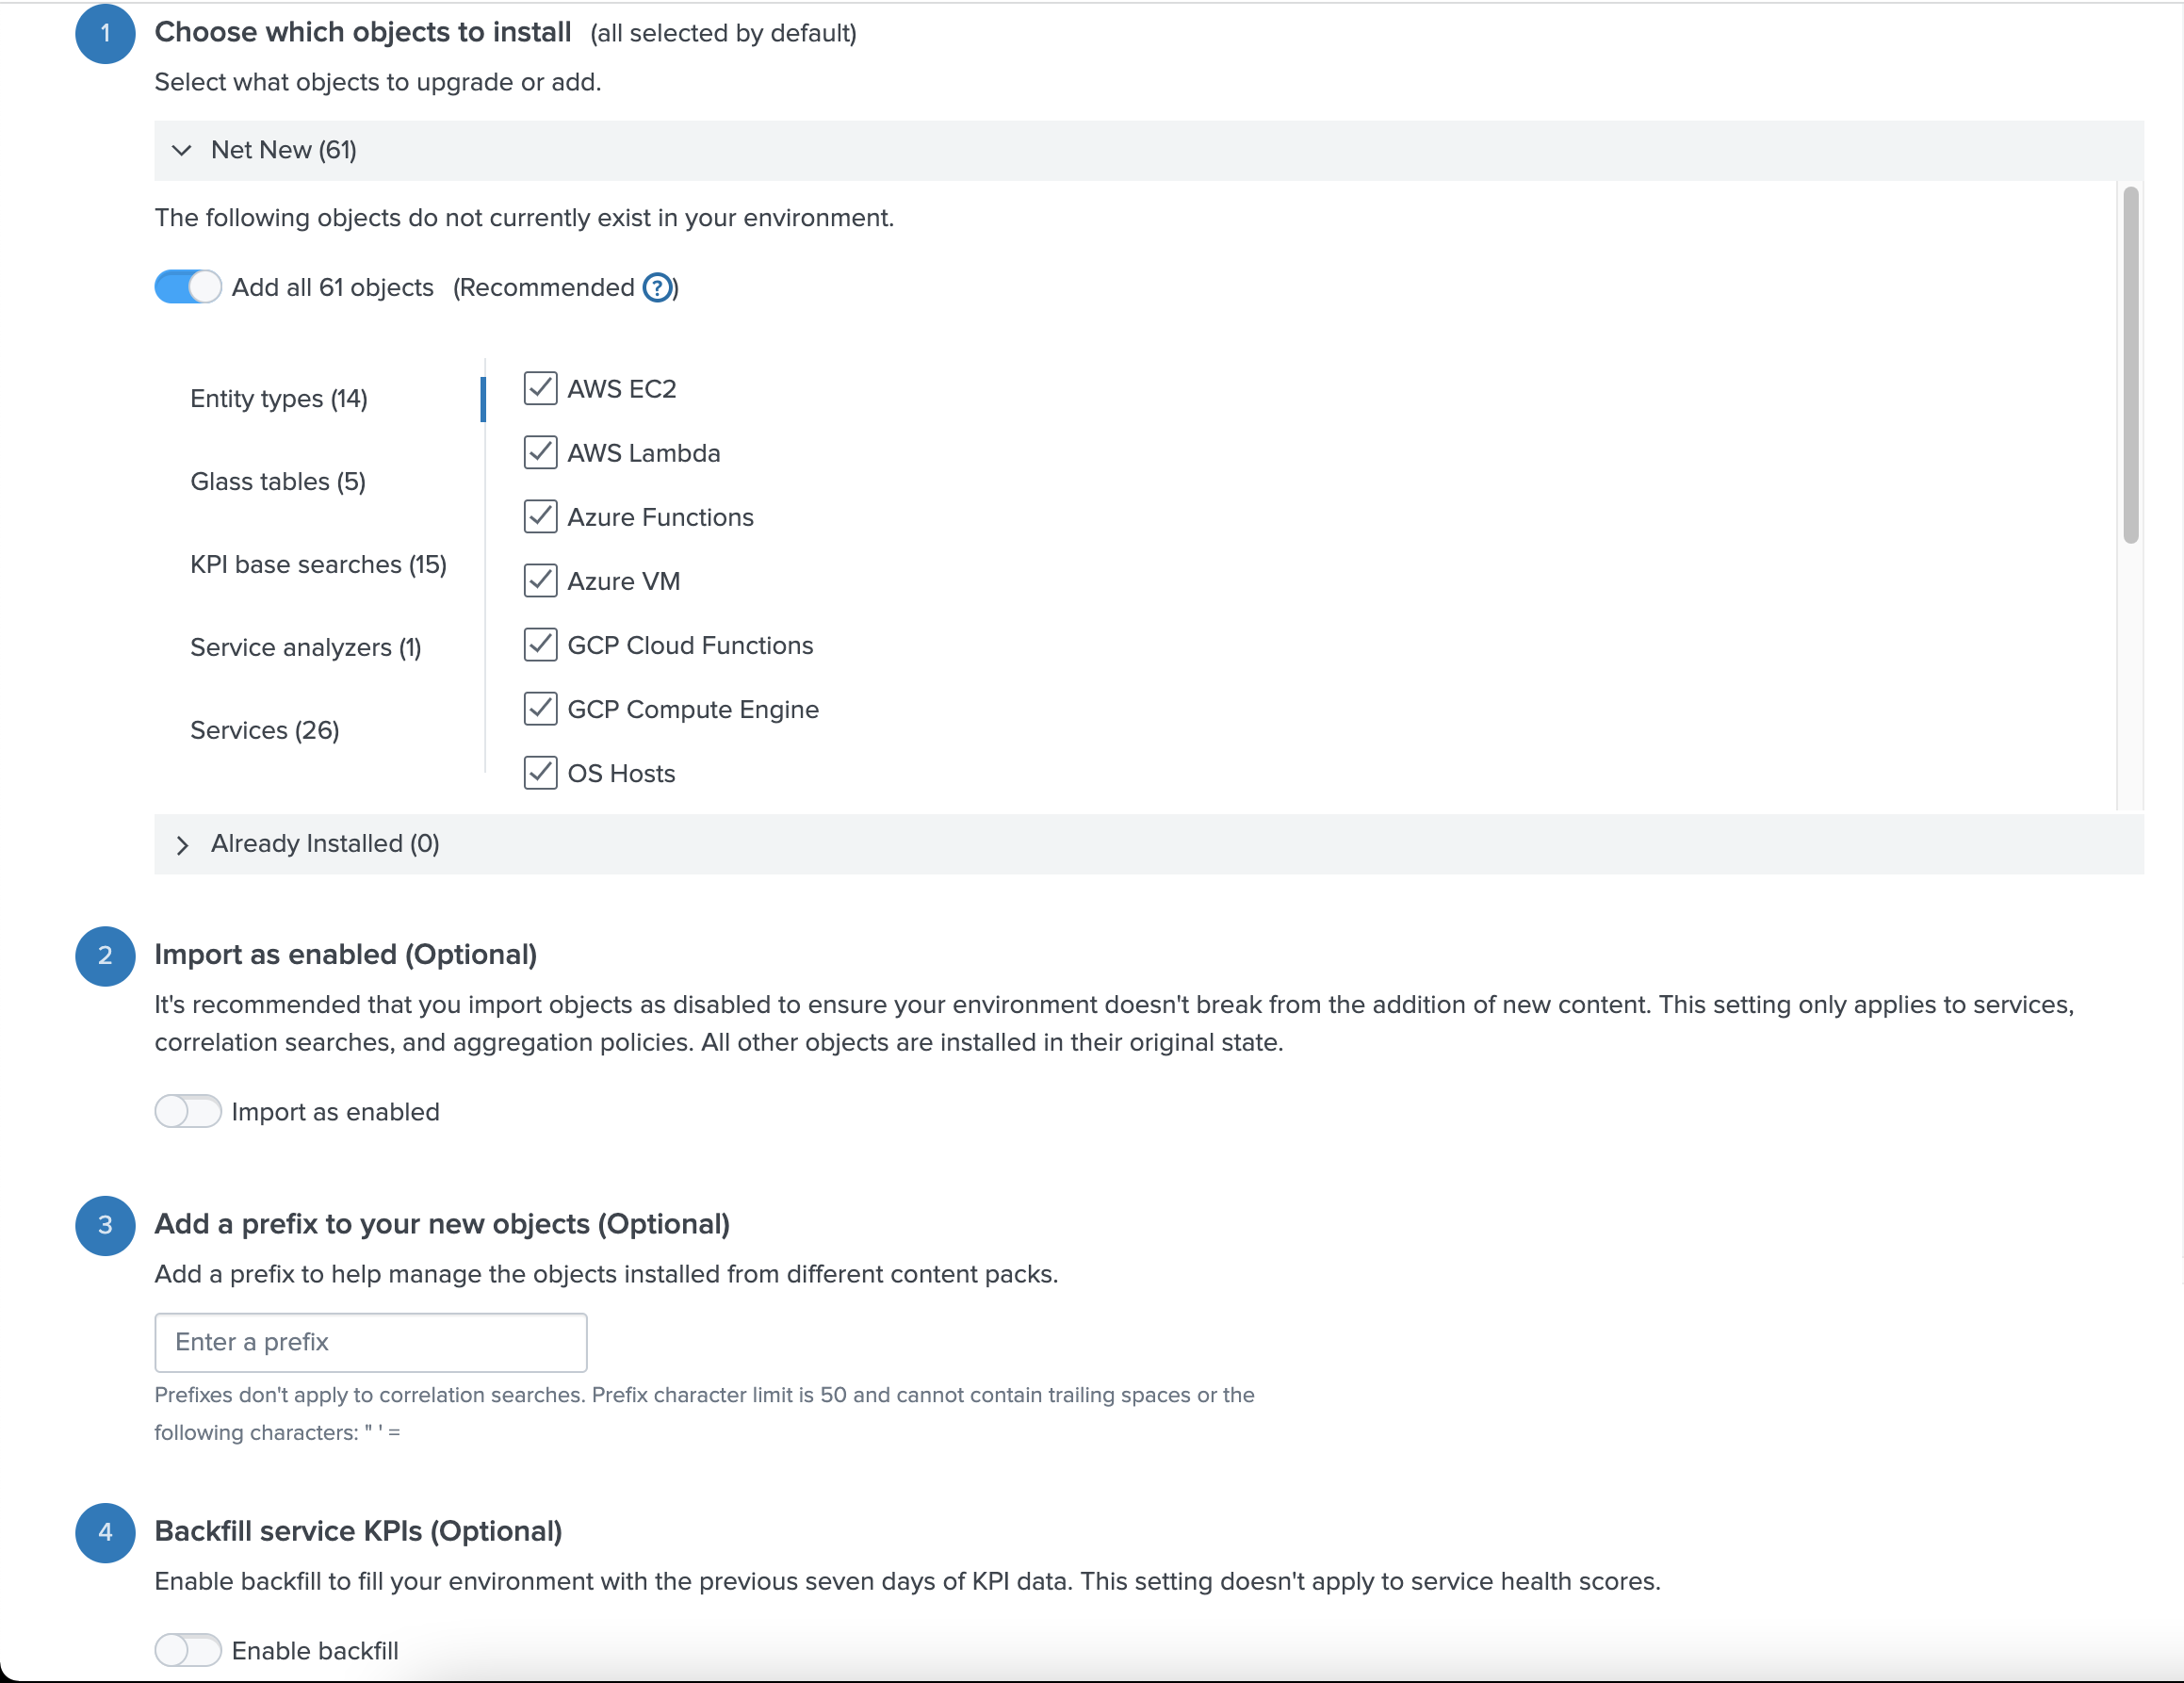 1
Choose which objects to install (all selected by default)
Select what objects to upgrade or add.
Net New (61)
The following objects do not currently exist in your environment.
Add all 61 objects (Recommended ?)
Entity types (14)
Glass tables (5)
KPI base searches (15)
Service analyzers (1)
Services (26)
AWS EC2
AWS Lambda
Azure Functions
Azure VM
GCP Cloud Functions
GCP Compute Engine
OS Hosts
Already Installed (0)
2
Import as enabled (Optional)
It's recommended that you import objects as disabled to ensure your environment doesn't break from the addition of new content. This setting only applies to services,
correlation searches, and aggregation policies. All other objects are installed in their original state.
Import as enabled
3
Add a prefix to your new objects (Optional)
Add a prefix to help manage the objects installed from different content packs.
Enter a prefix
Prefixes don't apply to correlation searches. Prefix character limit is 50 and cannot contain trailing spaces or the
following characters: " ' =
4
Backfill service KPIs (Optional)
Enable backfill to fill your environment with the previous seven days of KPI data. This setting doesn't apply to service health scores.
Enable backfill